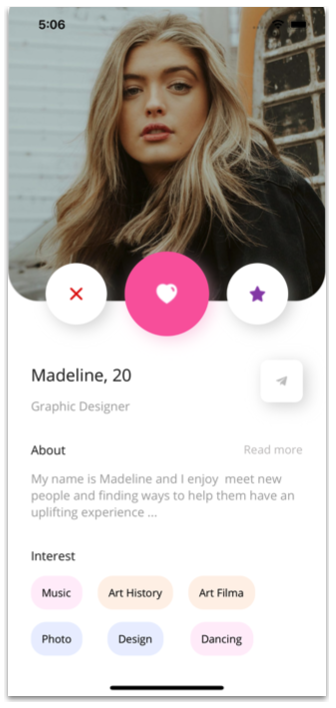 5:06
Madeline, 20
Graphic Designer
About Read more
My name is Madeline and I enjoy meet new
people and finding ways to help them have an
uplifting experience ...
Interest
Music Art History Art Filma
Photo Design Dancing